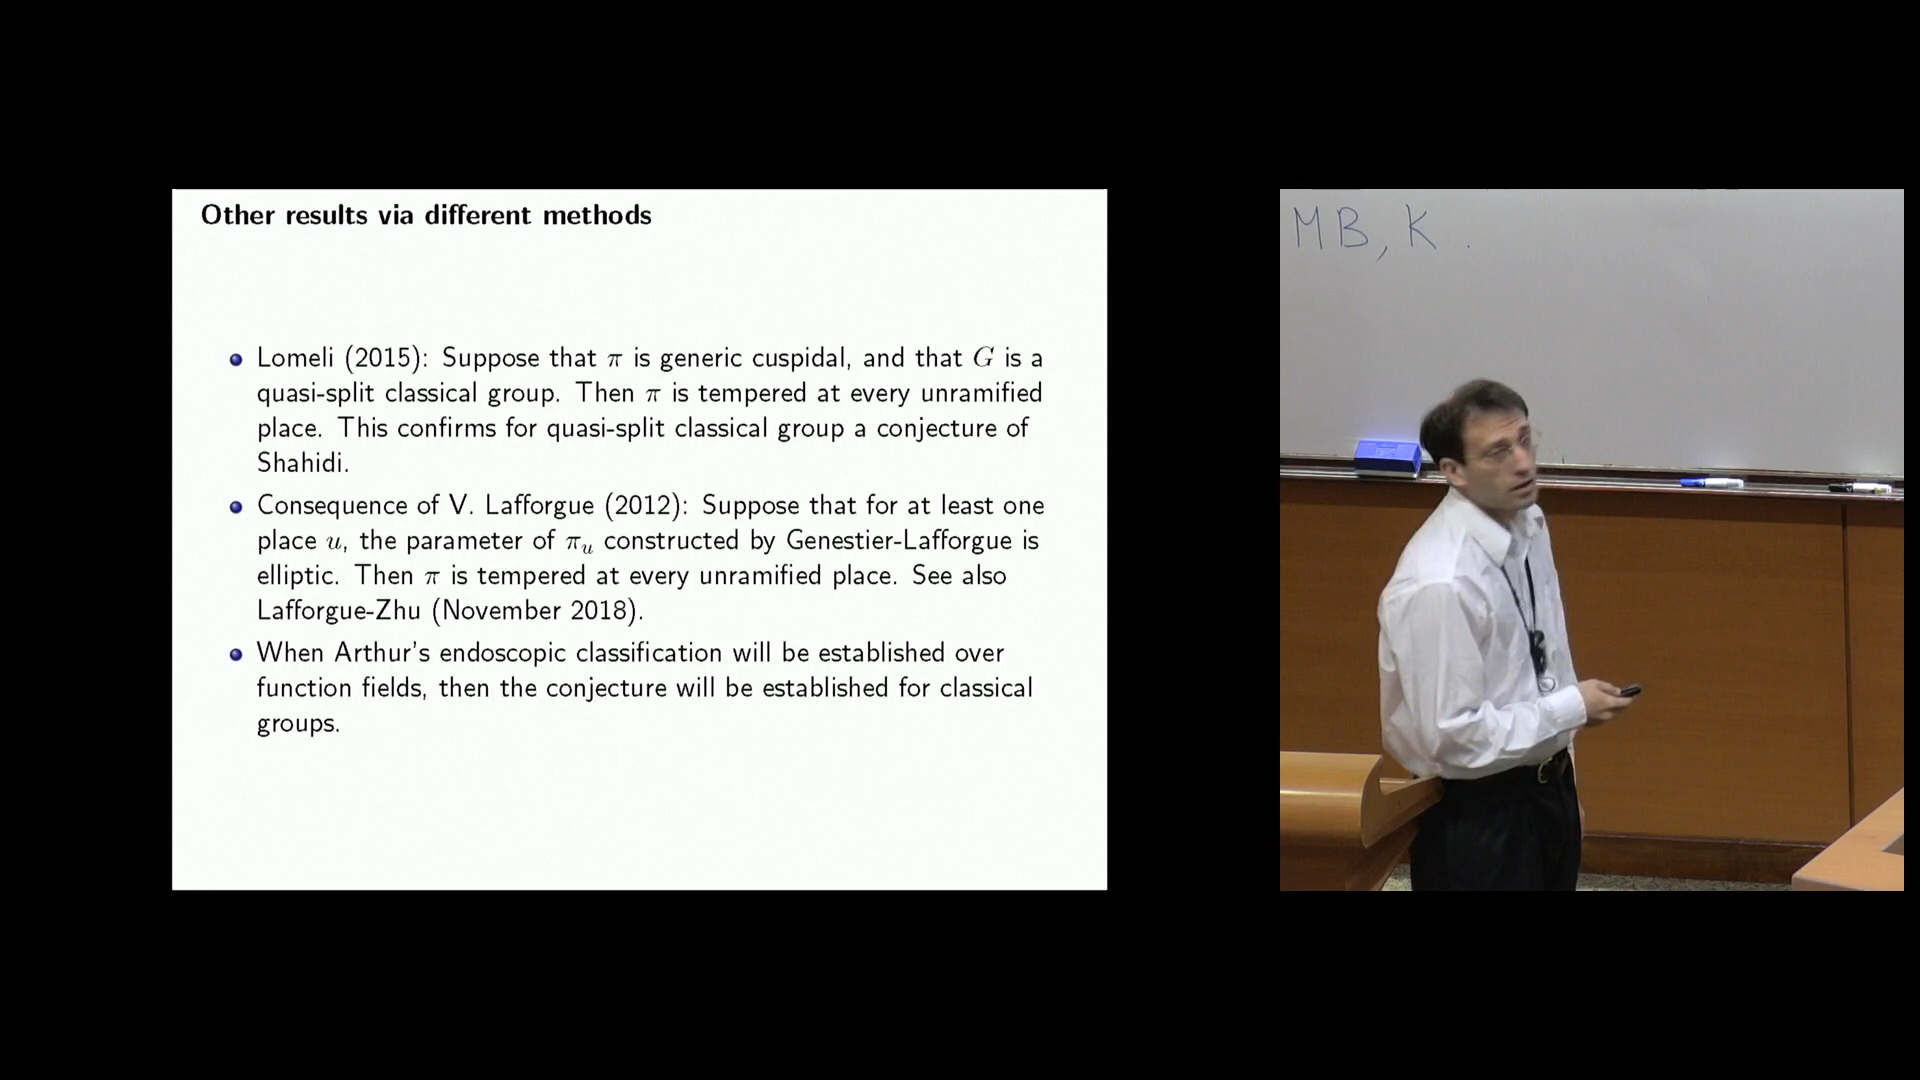 Other results via different methods
Lomeli (2015): Suppose that π is generic cuspidal, and that G is a
quasi-split classical group. Then π is tempered at every unramified
place. This confirms for quasi-split classical group a conjecture of
Shahidi.
Consequence of V. Lafforgue (2012): Suppose that for at least one
place u, the parameter of πᵤ constructed by Genestier-Lafforgue is
elliptic. Then π is tempered at every unramified place. See also
Lafforgue-Zhu (November 2018).
When Arthur's endoscopic classification will be established over
function fields, then the conjecture will be established for classical
groups.
MB, K.